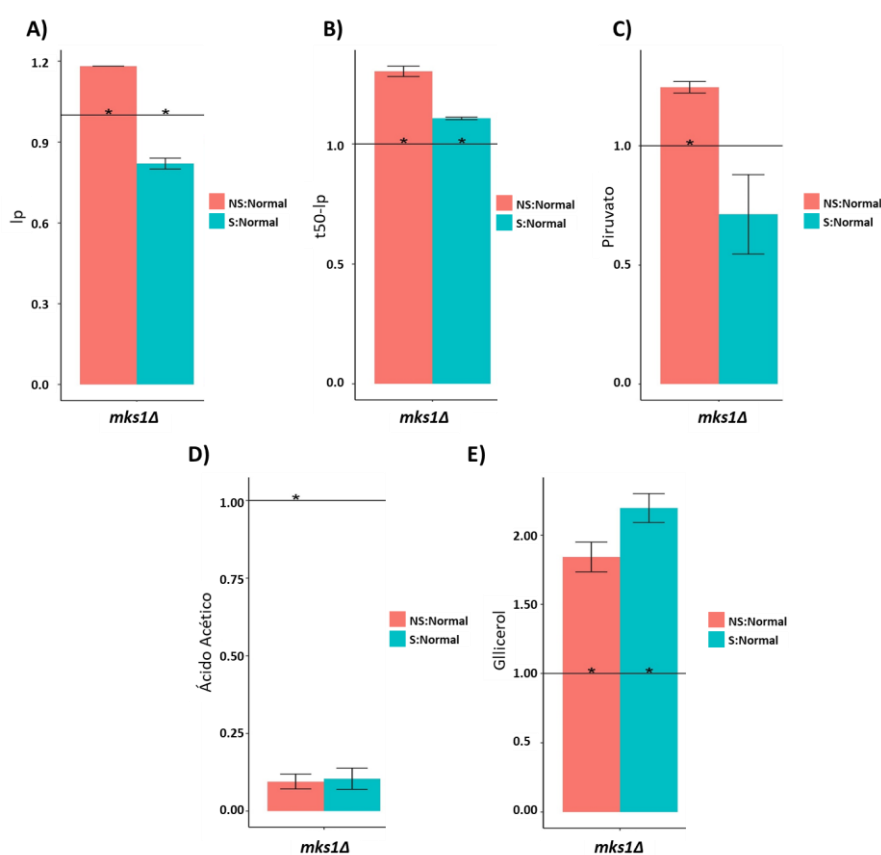 A)
1.2
0.9
0.6
0.3
0.0
Ip
*
*
mks1Δ
NS:Normal
S:Normal
B)
1.0
0.5
0.0
t50-Ip
*
*
mks1Δ
NS:Normal
S:Normal
C)
1.0
0.5
0.0
Piruvato
*
mks1Δ
NS:Normal
S:Normal
D)
1.00
0.75
0.50
0.25
0.00
Ácido Acético
*
mks1Δ
NS:Normal
S:Normal
E)
2.00
1.50
1.00
0.5
0.00
Gllicerol
*
*
mks1Δ
NS:Normal
S:Normal